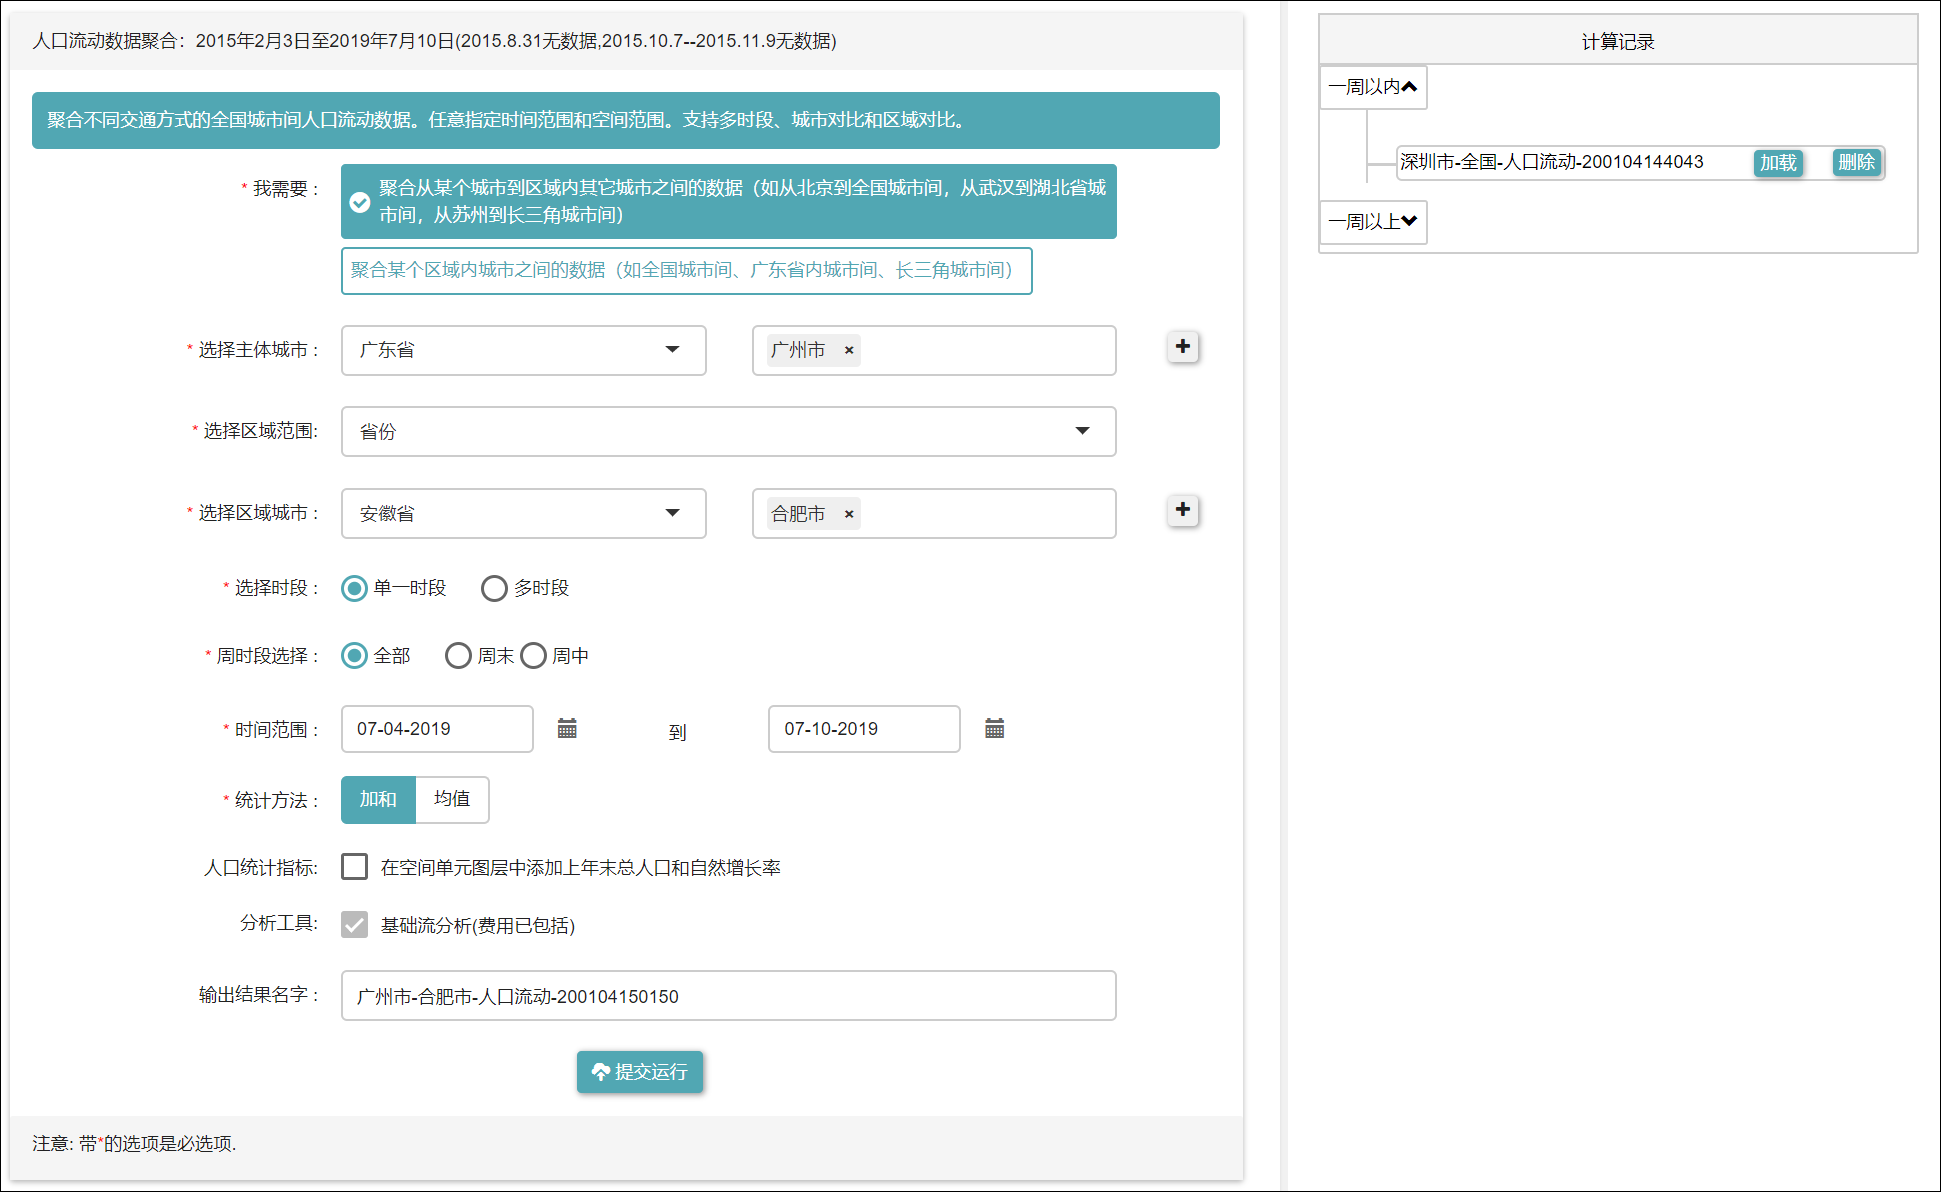 人口流动数据聚合：2015年2月3日至2019年7月10日(2015.8.31无数据,2015.10.7--2015.11.9无数据)
聚合不同交通方式的全国城市间人口流动数据。任意指定时间范围和空间范围。支持多时段、城市对比和区域对比。
* 我需要 :
聚合从某个城市到区域内其它城市之间的数据（如从北京到全国城市间，从武汉到湖北省城
市间，从苏州到长三角城市间）
聚合某个区域内城市之间的数据（如全国城市间、广东省内城市间、长三角城市间）
* 选择主体城市 : 广东省 广州市 ×
* 选择区域范围: 省份
* 选择区域城市 : 安徽省 合肥市 ×
* 选择时段 : 单一时段 多时段
* 周时段选择 : 全部 周末 周中
* 时间范围 : 07-04-2019 到 07-10-2019
* 统计方法 : 加和 均值
人口统计指标: 在空间单元图层中添加上年末总人口和自然增长率
分析工具: 基础流分析(费用已包括)
输出结果名字 : 广州市-合肥市-人口流动-200104150150
提交运行
注意: 带*的选项是必选项.
计算记录
一周以内
深圳市-全国-人口流动-200104144043 加载 删除
一周以上